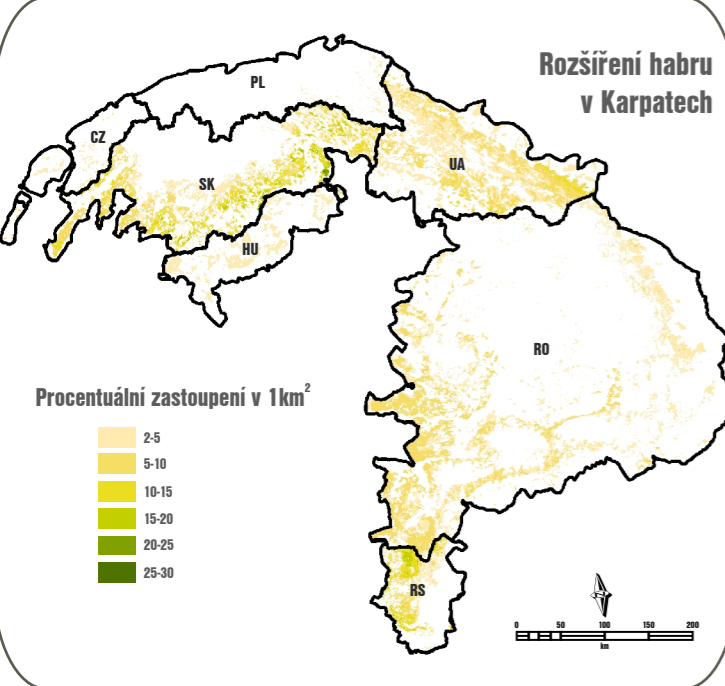 Rozšíření habru
v Karpatech
PL
CZ
SK
UA
HU
RO
RS
Procentuální zastoupení v 1km²
2-5
5-10
10-15
15-20
20-25
25-30
0 50 100 150 200
km